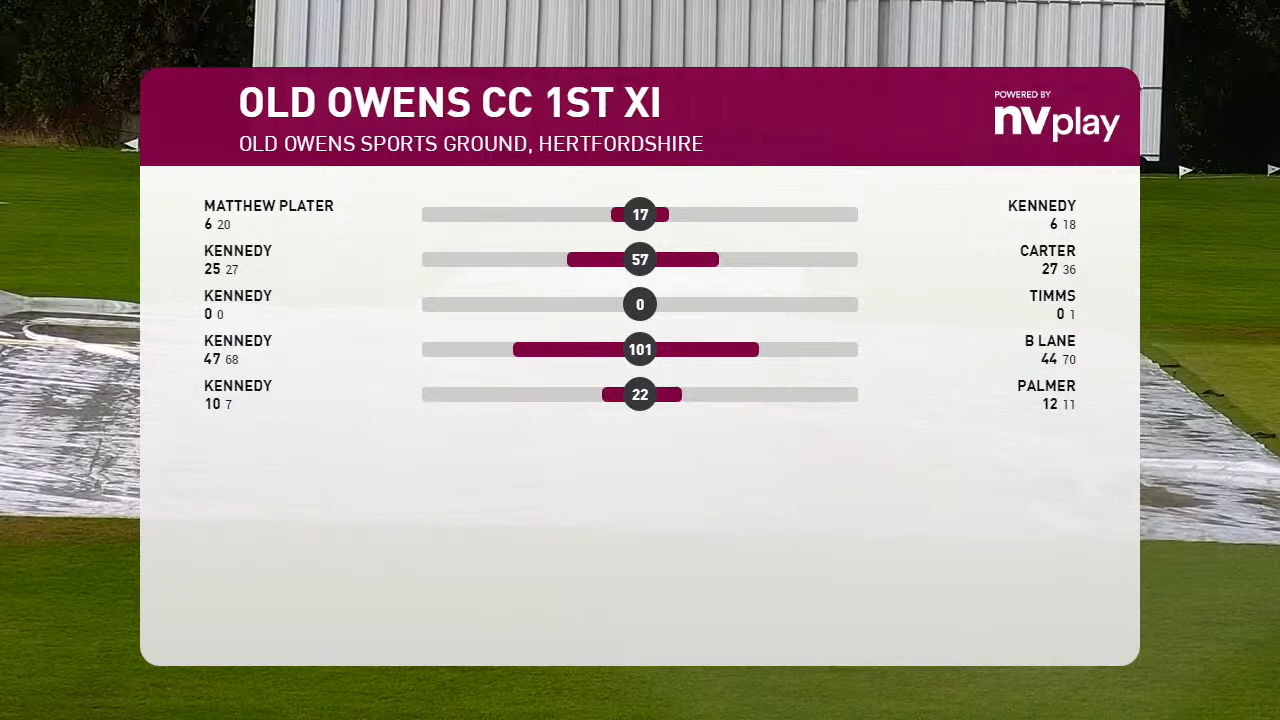 OLD OWENS CC 1ST XI
OLD OWENS SPORTS GROUND, HERTFORDSHIRE
POWERED BY
nvplay
MATTHEW PLATER
6 20
17
KENNEDY
6 18
KENNEDY
25 27
57
CARTER
27 36
KENNEDY
0 0
0
TIMMS
0 1
KENNEDY
47 68
101
B LANE
44 70
KENNEDY
10 7
22
PALMER
12 11